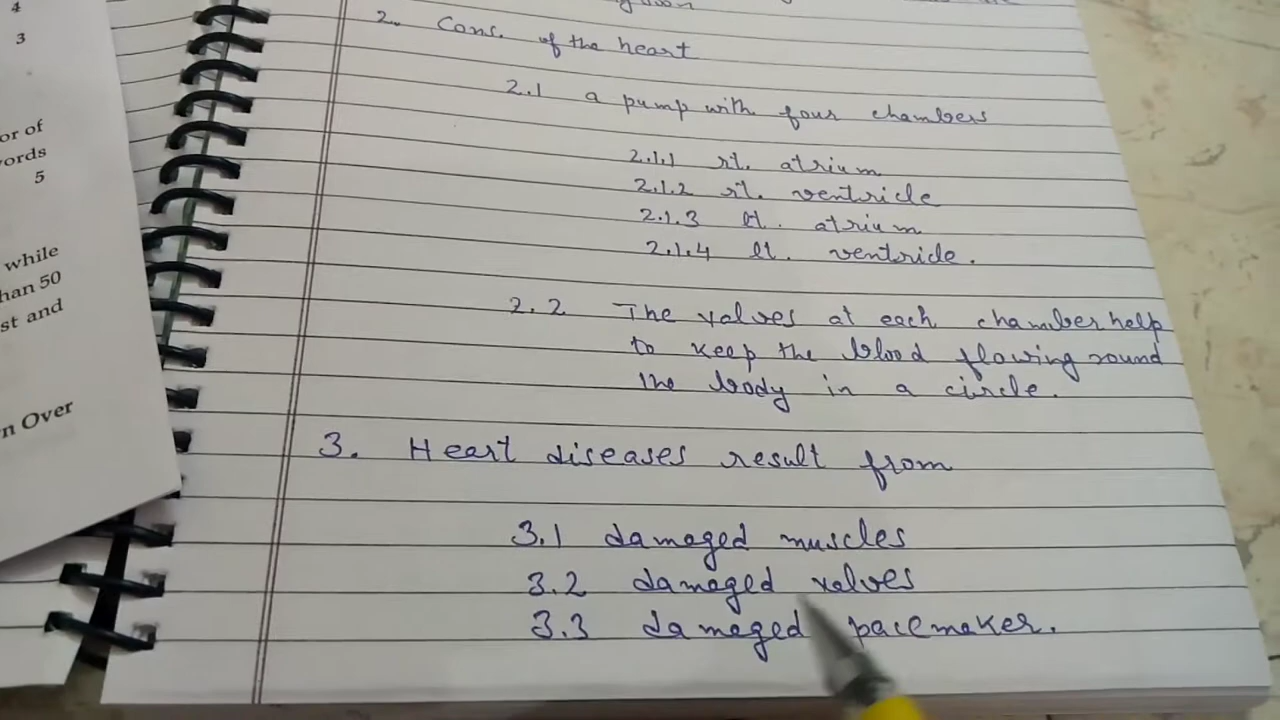 4
3
or of
ords
5
while
han 50
st and
n Over
2. Cons. of the heart
2.1 a pump with four chambers
2.1.1 rt. atrium
2.1.2 rt. ventricle
2.1.3 lt. atrium
2.1.4 lt. ventricle.
2.2 The valves at each chamber help
to keep the blood flowing round
the body in a circle.
3. Heart diseases result from
3.1 damaged muscles
3.2 damaged valves
3.3 damaged pacemaker.